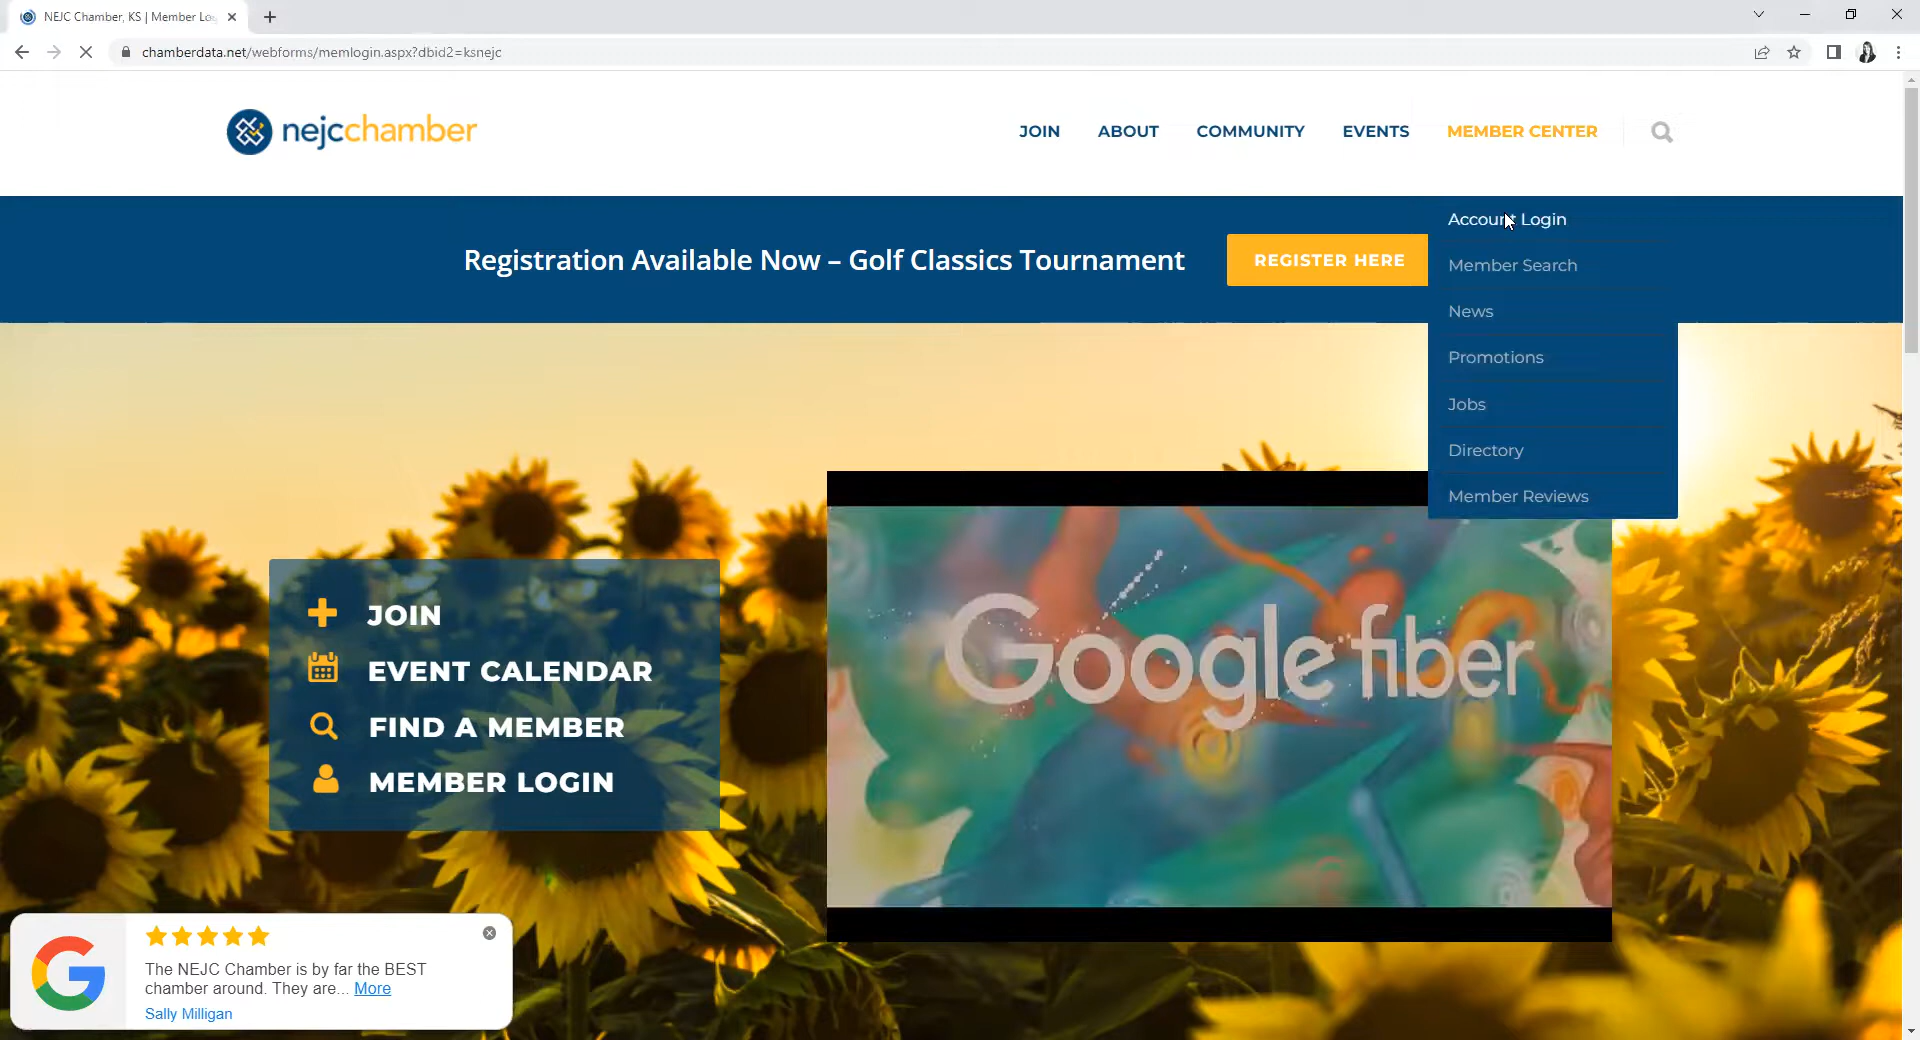 NEJC Chamber, KS | Member Lo
chamberdata.net/webforms/memlogin.aspx?dbid2=ksnejc
nejcchamber
JOIN ABOUT COMMUNITY EVENTS MEMBER CENTER
Registration Available Now – Golf Classics Tournament
REGISTER HERE
Account Login
Member Search
News
Promotions
Jobs
Directory
Member Reviews
JOIN
EVENT CALENDAR
FIND A MEMBER
MEMBER LOGIN
Google fiber
The NEJC Chamber is by far the BEST
chamber around. They are... More
Sally Milligan